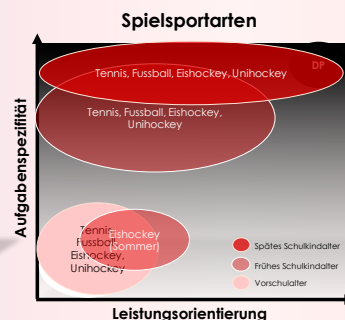 Spielsportarten
Aufgabenspezifität
Tennis, Fussball, Eishockey, Unihockey
DP
Tennis, Fussball, Eishockey,
Unihockey
Tennis,
Fussball,
Eishockey,
Unihockey
Eishockey
(Sommer)
Spätes Schulkindalter
Frühes Schulkindalter
Vorschulalter
Leistungsorientierung